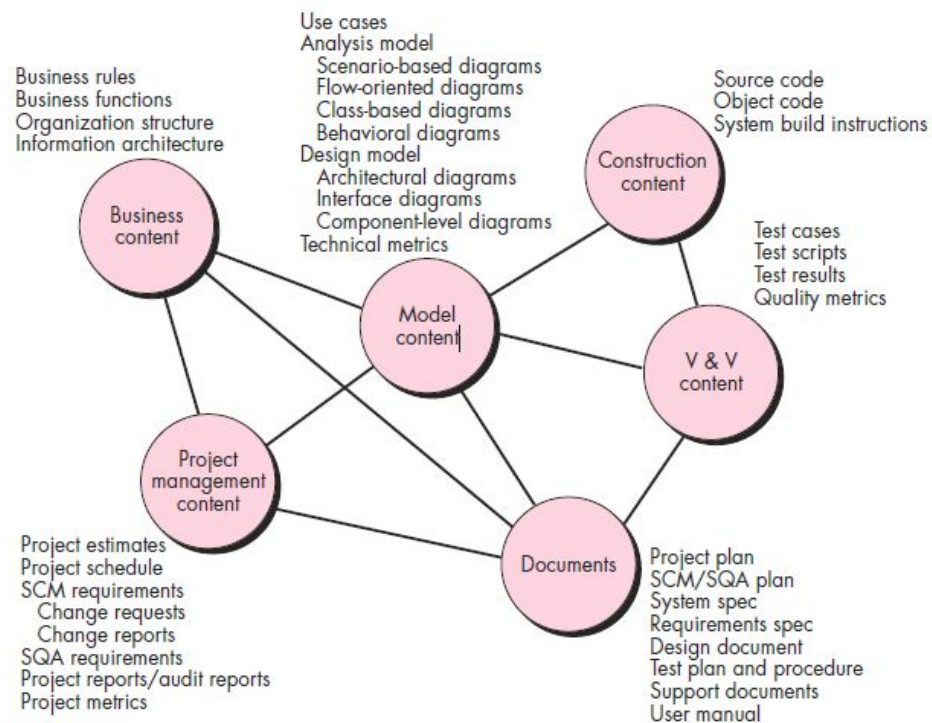 Use cases
Analysis model
Scenario-based diagrams
Flow-oriented diagrams
Class-based diagrams
Behavioral diagrams
Design model
Architectural diagrams
Interface diagrams
Component-level diagrams
Technical metrics
Business rules
Business functions
Organization structure
Information architecture
Source code
Object code
System build instructions
Construction
content
Business
content
Test cases
Test scripts
Test results
Quality metrics
Model
content
V & V
content
Project
management
content
Documents
Project estimates
Project schedule
SCM requirements
Change requests
Change reports
SQA requirements
Project reports/audit reports
Project metrics
Project plan
SCM/SQA plan
System spec
Requirements spec
Design document
Test plan and procedure
Support documents
User manual